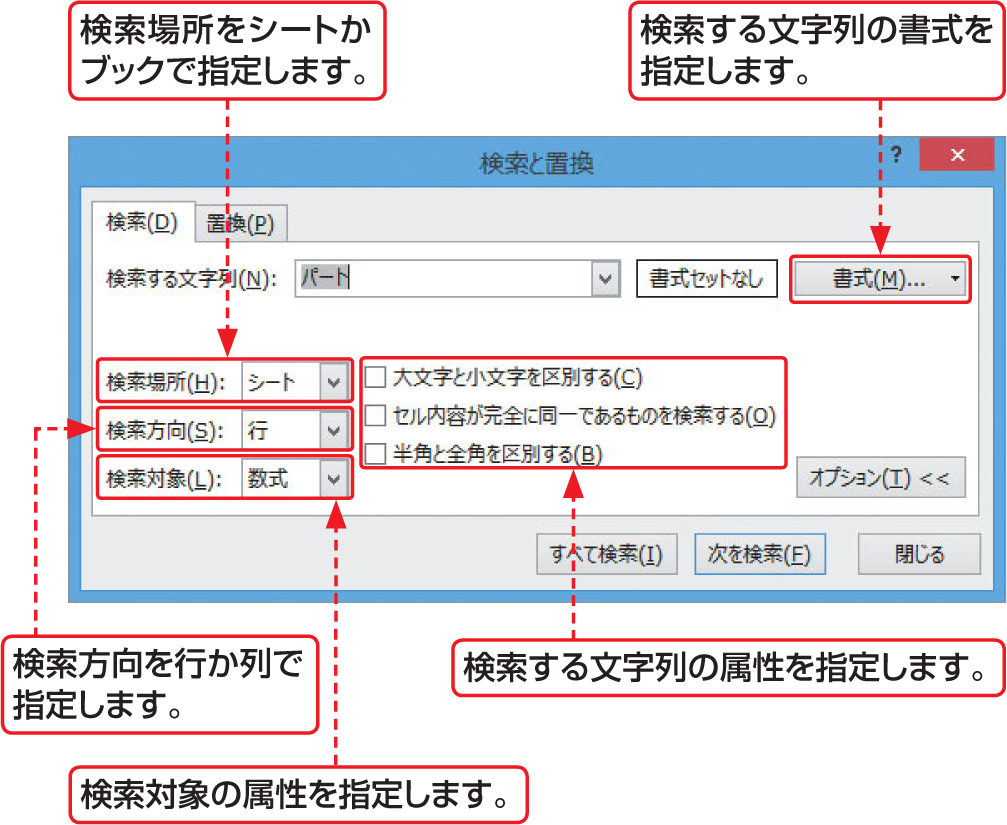 検索場所をシートか
ブックで指定します。
検索する文字列の書式を
指定します。
検索と置換
?
×
検索(D)
置換(P)
検索する文字列(N):
パート
書式セットなし
書式(M)...
検索場所(H):
シート
大文字と小文字を区別する(C)
検索方向(S):
行
セル内容が完全に同一であるものを検索する(O)
検索対象(L):
数式
半角と全角を区別する(B)
オプション(T) <<
すべて検索(I)
次を検索(F)
閉じる
検索方向を行か列で
指定します。
検索する文字列の属性を指定します。
検索対象の属性を指定します。